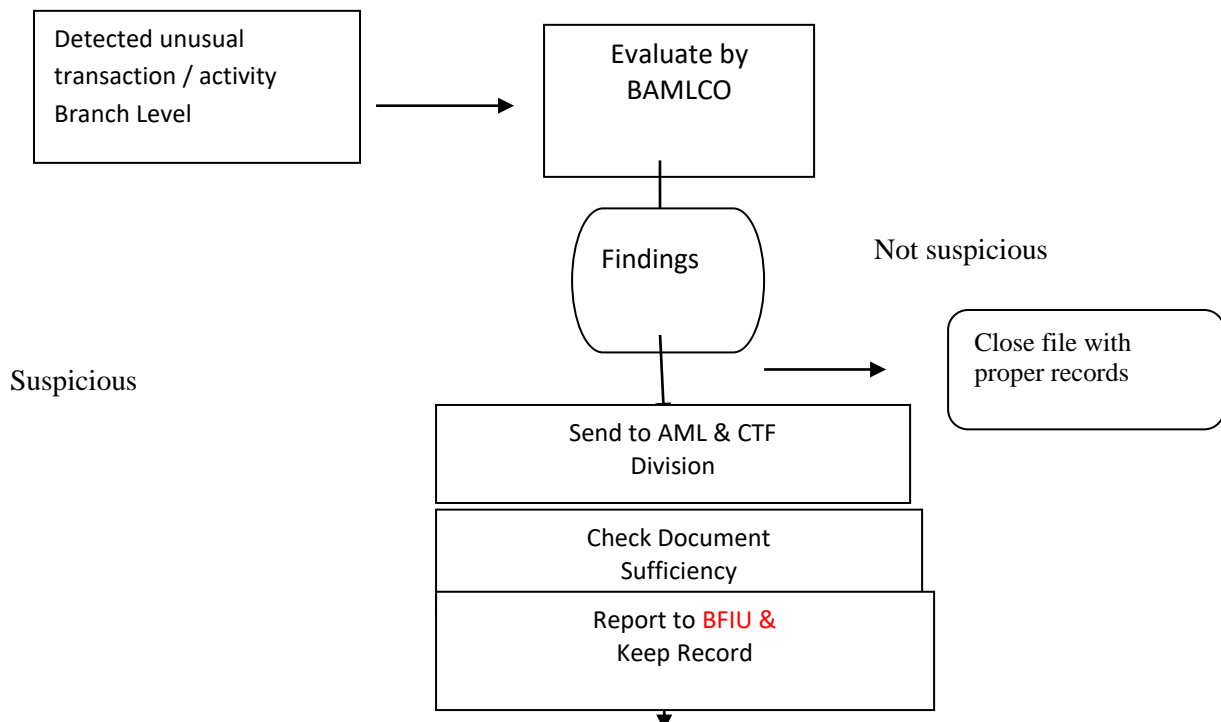 Detected unusual
transaction / activity
Branch Level
Evaluate by
BAMLCO
Findings
Not suspicious
Close file with
proper records
Suspicious
Send to AML & CTF
Division
Check Document
Sufficiency
Report to BFIU &
Keep Record